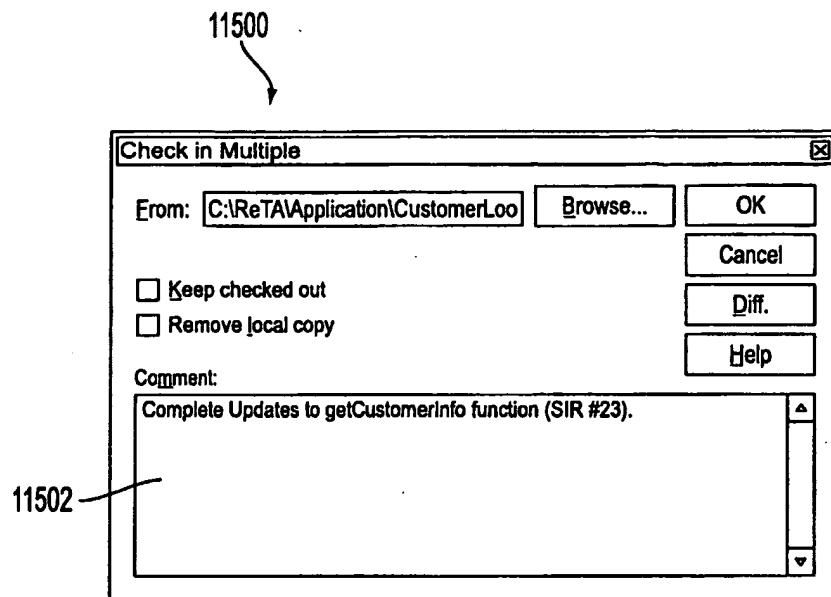 11500
Check in Multiple
From: C:\ReTA\Application\CustomerLoo Browse... OK
Cancel
Keep checked out
Diff.
Remove local copy
Help
Comment:
Complete Updates to getCustomerInfo function (SIR #23).
11502